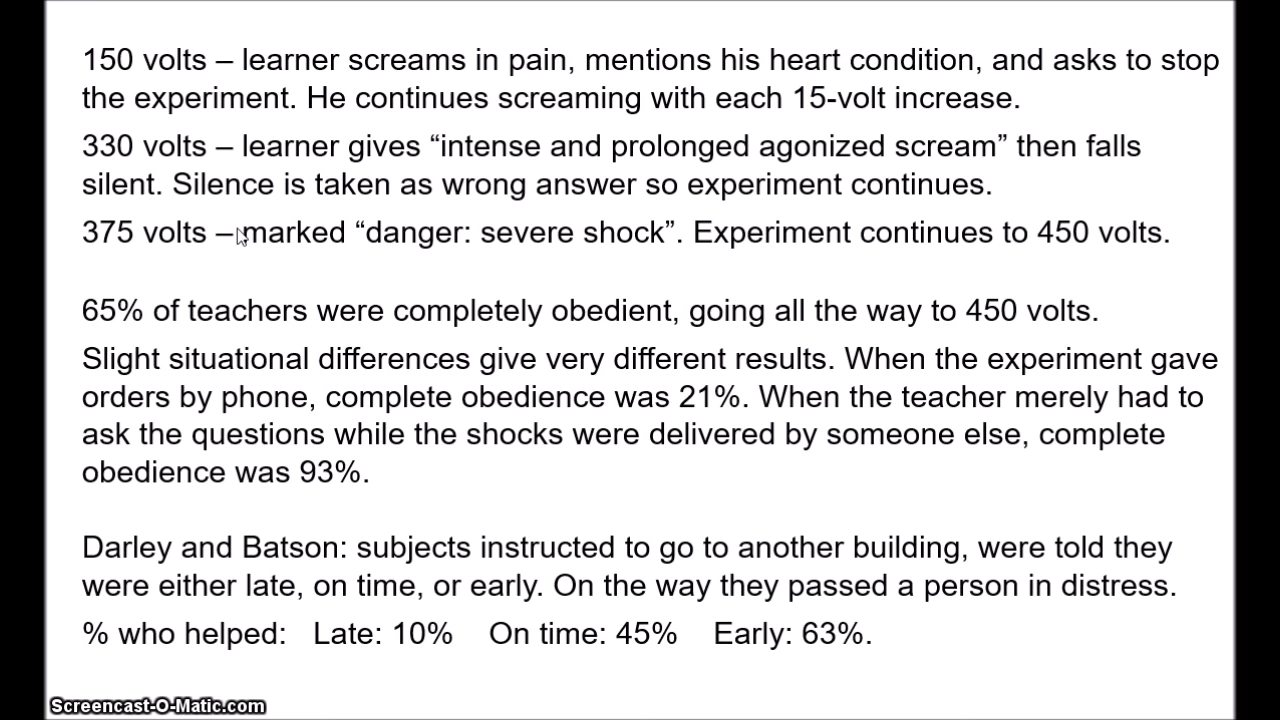 150 volts – learner screams in pain, mentions his heart condition, and asks to stop
the experiment. He continues screaming with each 15-volt increase.
330 volts – learner gives “intense and prolonged agonized scream” then falls
silent. Silence is taken as wrong answer so experiment continues.
375 volts – marked “danger: severe shock”. Experiment continues to 450 volts.
65% of teachers were completely obedient, going all the way to 450 volts.
Slight situational differences give very different results. When the experiment gave
orders by phone, complete obedience was 21%. When the teacher merely had to
ask the questions while the shocks were delivered by someone else, complete
obedience was 93%.
Darley and Batson: subjects instructed to go to another building, were told they
were either late, on time, or early. On the way they passed a person in distress.
% who helped: Late: 10% On time: 45% Early: 63%.
Screencast-O-Matic.com